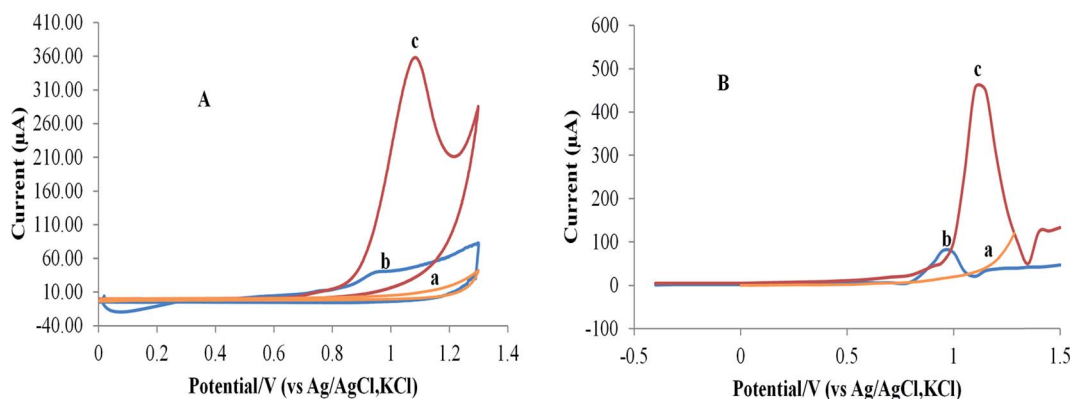 410.00
360.00
310.00
260.00
210.00
160.00
110.00
60.00
10.00
-40.00
Current (µA)
A
c
b
a
0 0.2 0.4 0.6 0.8 1 1.2 1.4
Potential/V (vs Ag/AgCl,KCl)
600
500
400
300
200
100
0
-100
Current (µA)
B
c
b
a
-0.5 0 0.5 1 1.5
Potential/V (vs Ag/AgCl,KCl)